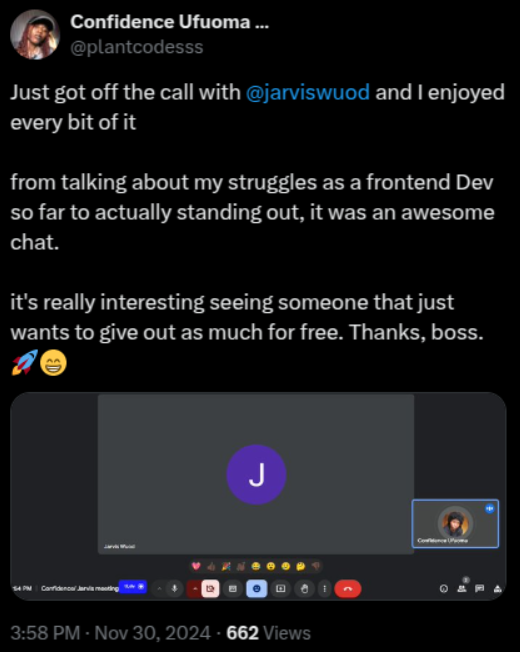 Confidence Ufuoma ...
@plantcodesss
Just got off the call with @jarviswuod and I enjoyed
every bit of it
from talking about my struggles as a frontend Dev
so far to actually standing out, it was an awesome
chat.
it's really interesting seeing someone that just
wants to give out as much for free. Thanks, boss.
🚀😁
J
Jarvis Wuod
Confidence Ufuoma
54 PM | Confidence/ Jarvis meeting
3:58 PM · Nov 30, 2024 · 662 Views